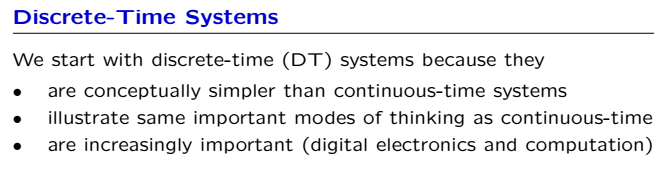 Discrete-Time Systems
We start with discrete-time (DT) systems because they
• are conceptually simpler than continuous-time systems
• illustrate same important modes of thinking as continuous-time
• are increasingly important (digital electronics and computation)